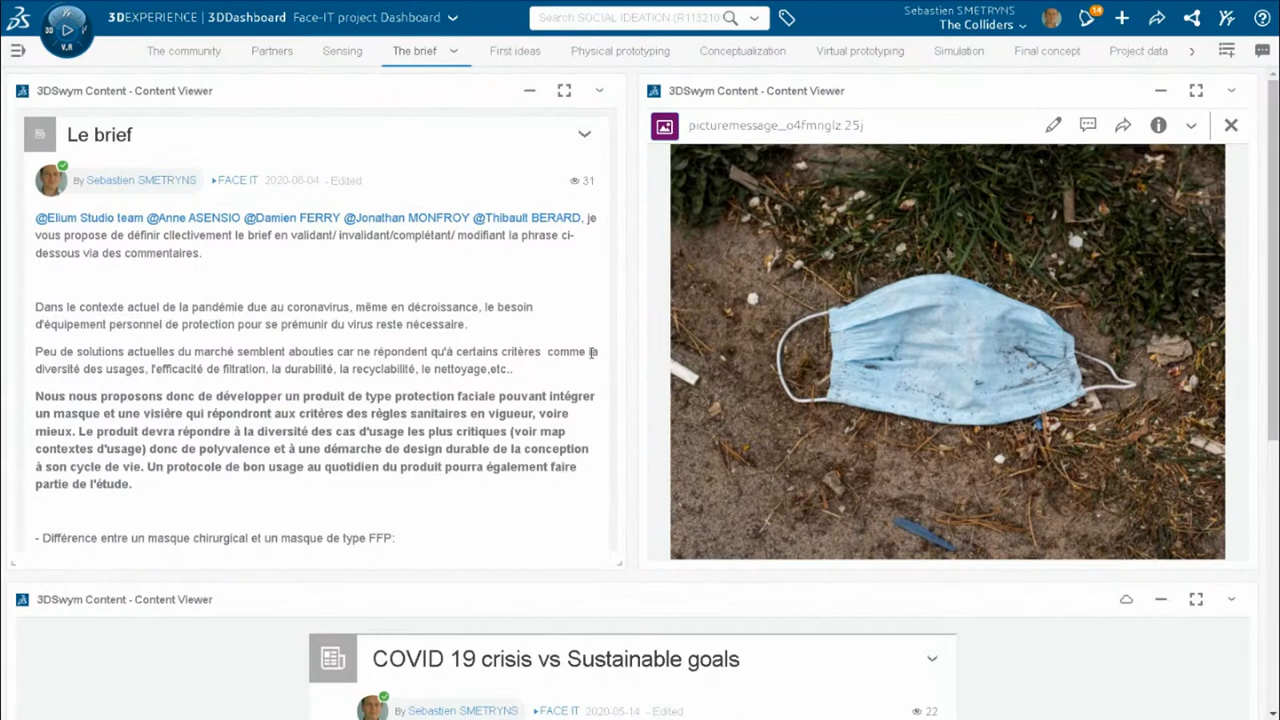 3DEXPERIENCE | 3DDashboard Face-IT project Dashboard
Search SOCIAL IDEATION (R1132101
Sebastien SMETRYNS
The Colliders
14
3D
V.R
The community
Partners
Sensing
The brief
First ideas
Physical prototyping
Conceptualization
Virtual prototyping
Simulation
Final concept
Project data
3DSwym Content - Content Viewer
Le brief
By Sebastien SMETRYNS FACE IT 2020-06-04 - Edited
31
@Elium Studio team @Anne ASENSIO @Damien FERRY @Jonathan MONFROY @Thibault BERARD, je
vous propose de définir cllectivement le brief en validant/ invalidant/complétant/ modifiant la phrase ci-
dessous via des commentaires.
Dans le contexte actuel de la pandémie due au coronavirus, même en décroissance, le besoin
d'équipement personnel de protection pour se prémunir du virus reste nécessaire.
Peu de solutions actuelles du marché semblent abouties car ne répondent qu'à certains critères comme la
diversité des usages, l'efficacité de filtration, la durabilité, la recyclabilité, le nettoyage,etc..
Nous nous proposons donc de développer un produit de type protection faciale pouvant intégrer
un masque et une visière qui répondront aux critères des règles sanitaires en vigueur, voire
mieux. Le produit devra répondre à la diversité des cas d'usage les plus critiques (voir map
contextes d'usage) donc de polyvalence et à une démarche de design durable de la conception
à son cycle de vie. Un protocole de bon usage au quotidien du produit pourra également faire
partie de l'étude.
- Différence entre un masque chirurgical et un masque de type FFP:
3DSwym Content - Content Viewer
picturemessage_o4fmnglz.25j
3DSwym Content - Content Viewer
COVID 19 crisis vs Sustainable goals
By Sebastien SMETRYNS FACE IT 2020-05-14 - Edited
22